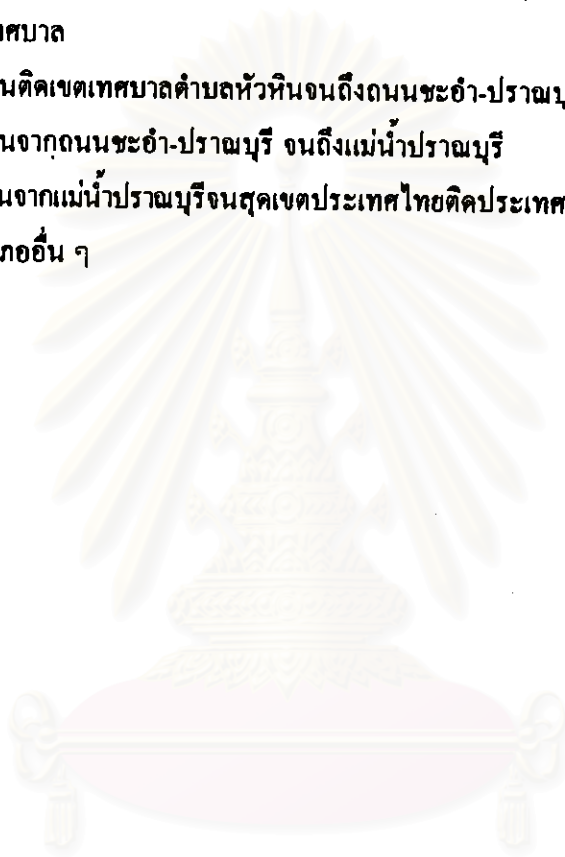 ทศบาล
นติดเขตเทศบาลตำบลหัวหินจนถึงถนนชะอำ-ปราณบุ
นจากถนนชะอำ-ปราณบุรี จนถึงแม่น้ำปราณบุรี
นจากแม่น้ำปราณบุรีจนสุดเขตประเทศไทยติดประเทศ
ภออื่น ๆ